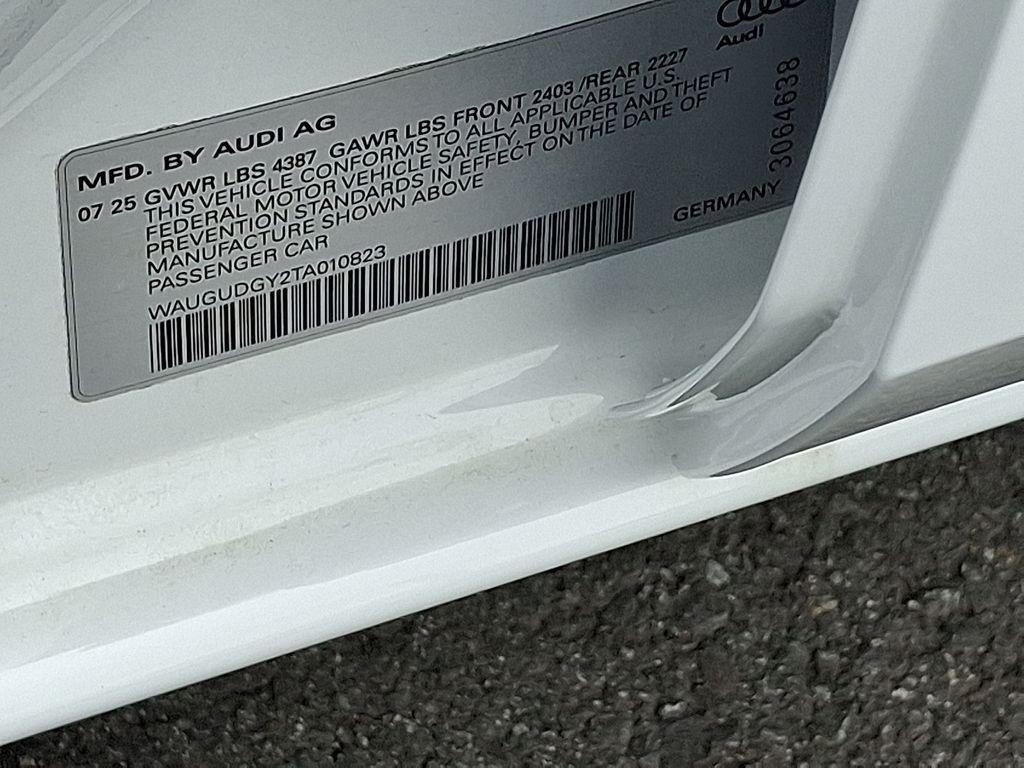 Audi
MFD. BY AUDI AG
07 25 GVWR LBS 4387 GAWR LBS FRONT 2403 /REAR 2227
THIS VEHICLE CONFORMS TO ALL APPLICABLE U.S.
FEDERAL MOTOR VEHICLE SAFETY, BUMPER AND THEFT
PREVENTION STANDARDS IN EFFECT ON THE DATE OF
MANUFACTURE SHOWN ABOVE
PASSENGER CAR
WAUGUDGY2TA010823
GERMANY
3064638